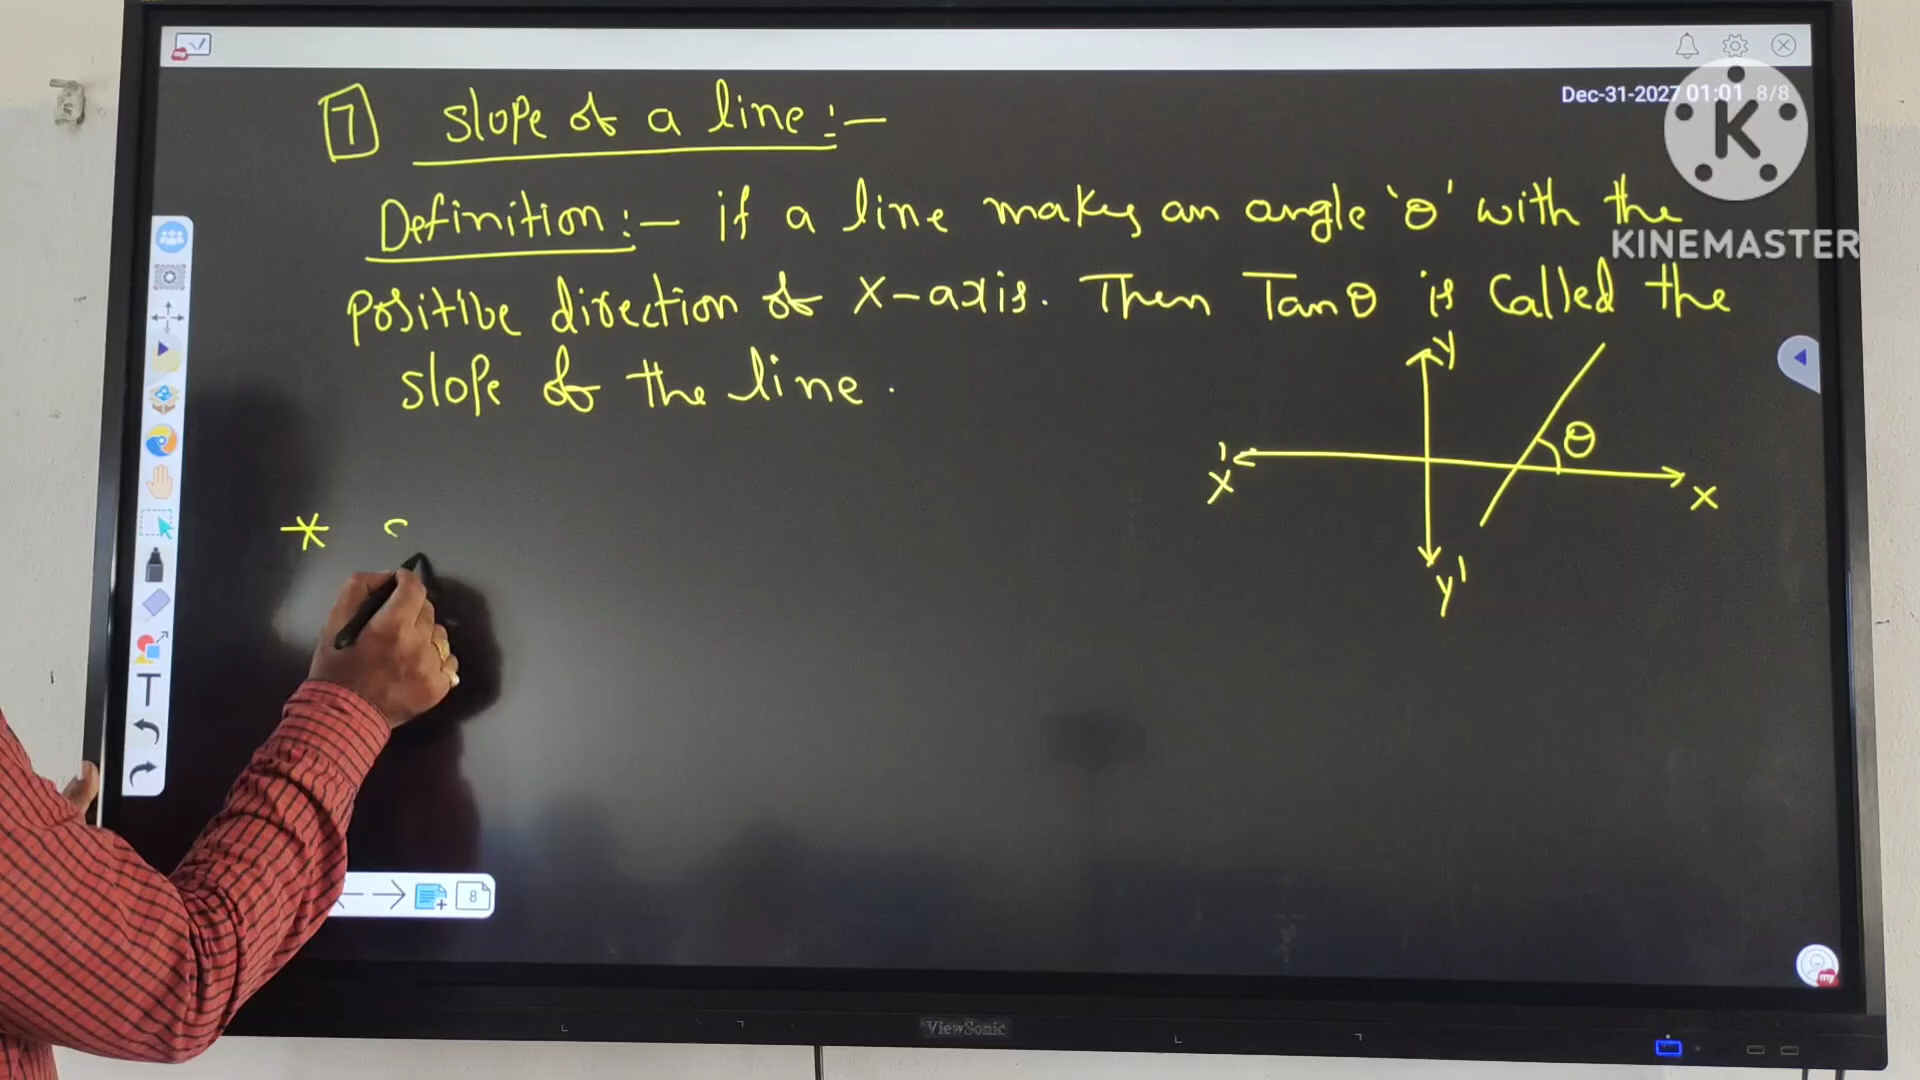 Dec-31-2027 01:01 8/8
K
KINEMASTER
7 Slope of a line:-
Definition:- if a line makes an angle 'θ' with the
positive direction of X-axis. Then Tanθ is called the
slope of the line.
y
θ
X'
X
y'
*
T
8
my
ViewSonic